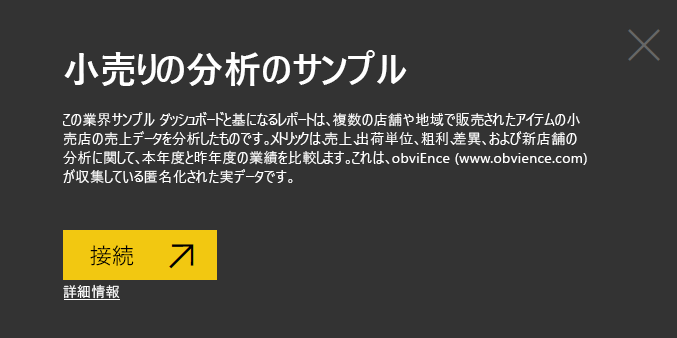 小売りの分析のサンプル
この業界サンプル ダッシュボードと基になるレポートは、複数の店舗や地域で販売されたアイテムの小
売店の売上データを分析したものです。メトリックは、売上、出荷単位、粗利、差異、および新店舗の
分析に関して、本年度と昨年度の業績を比較します。これは、obviEnce (www.obvience.com)
が収集している匿名化された実データです。
接続
詳細情報